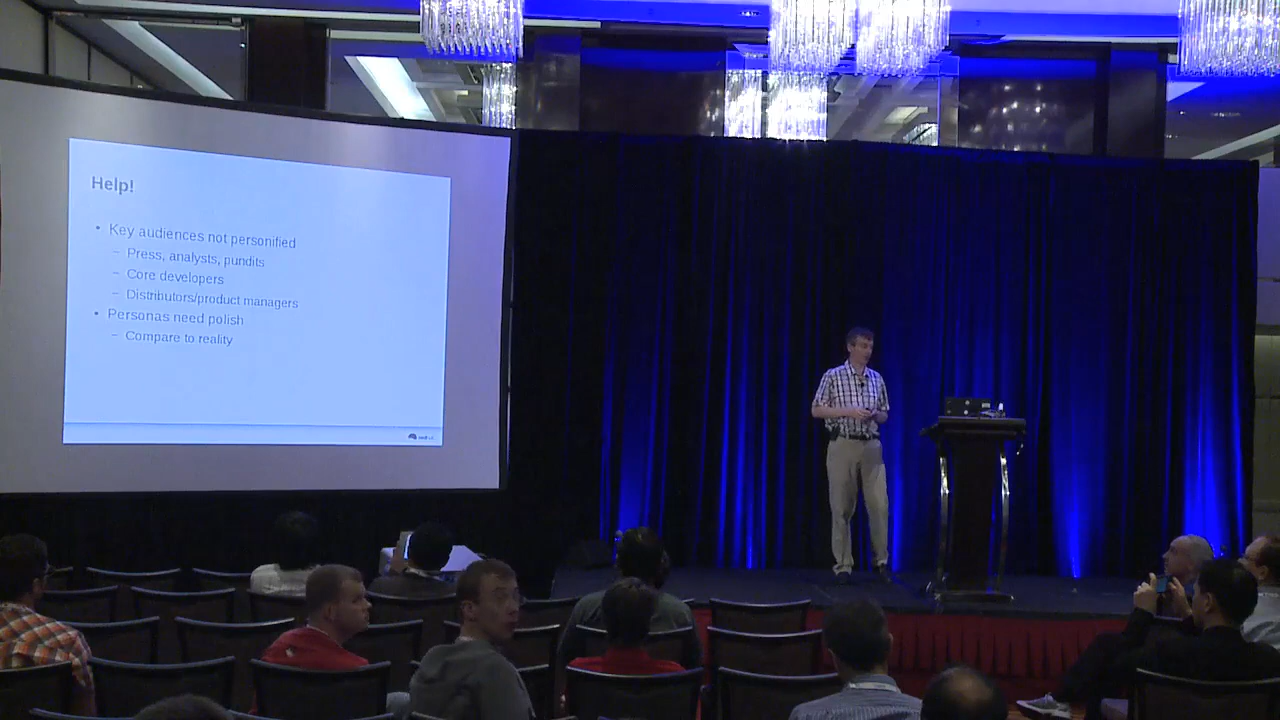 Help!
• Key audiences not personified
– Press, analysts, pundits
– Core developers
– Distributors/product managers
• Personas need polish
– Compare to reality